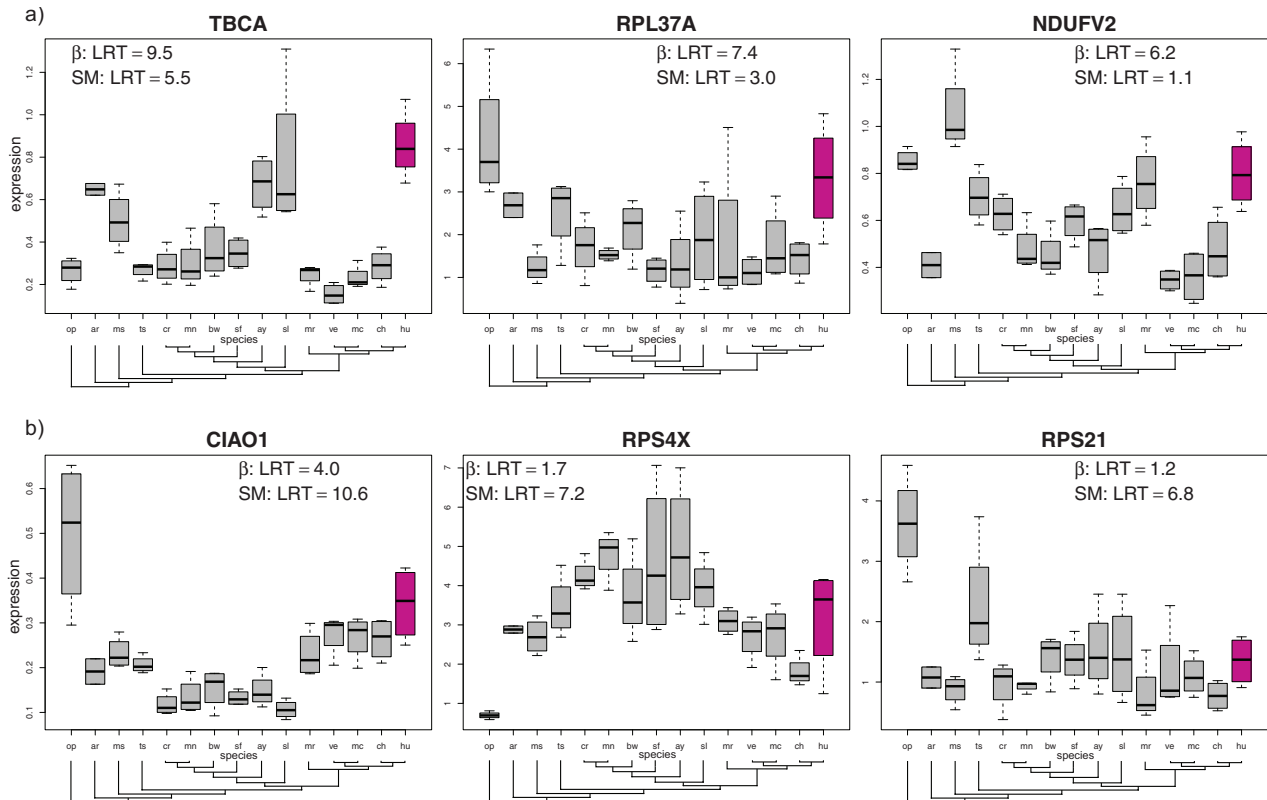 a)
TBCA RPL37A NDUFV2
β: LRT = 9.5
SM: LRT = 5.5
β: LRT = 7.4
SM: LRT = 3.0
β: LRT = 6.2
SM: LRT = 1.1
expression
0.2 0.4 0.6 0.8 1.0 1.2
1 2 3 4 5 6
0.4 0.6 0.8 1.0 1.2
op ar ms ts cr mn bw sf ay sl mr ve mc ch hu
species
op ar ms ts cr mn bw sf ay sl mr ve mc ch hu
species
op ar ms ts cr mn bw sf ay sl mr ve mc ch hu
species
b)
CIAO1 RPS4X RPS21
β: LRT = 4.0
SM: LRT = 10.6
β: LRT = 1.7
SM: LRT = 7.2
β: LRT = 1.2
SM: LRT = 6.8
expression
0.1 0.2 0.3 0.4 0.5 0.6
1 2 3 4 5 6 7
1 2 3 4
op ar ms ts cr mn bw sf ay sl mr ve mc ch hu
species
op ar ms ts cr mn bw sf ay sl mr ve mc ch hu
species
op ar ms ts cr mn bw sf ay sl mr ve mc ch hu
species